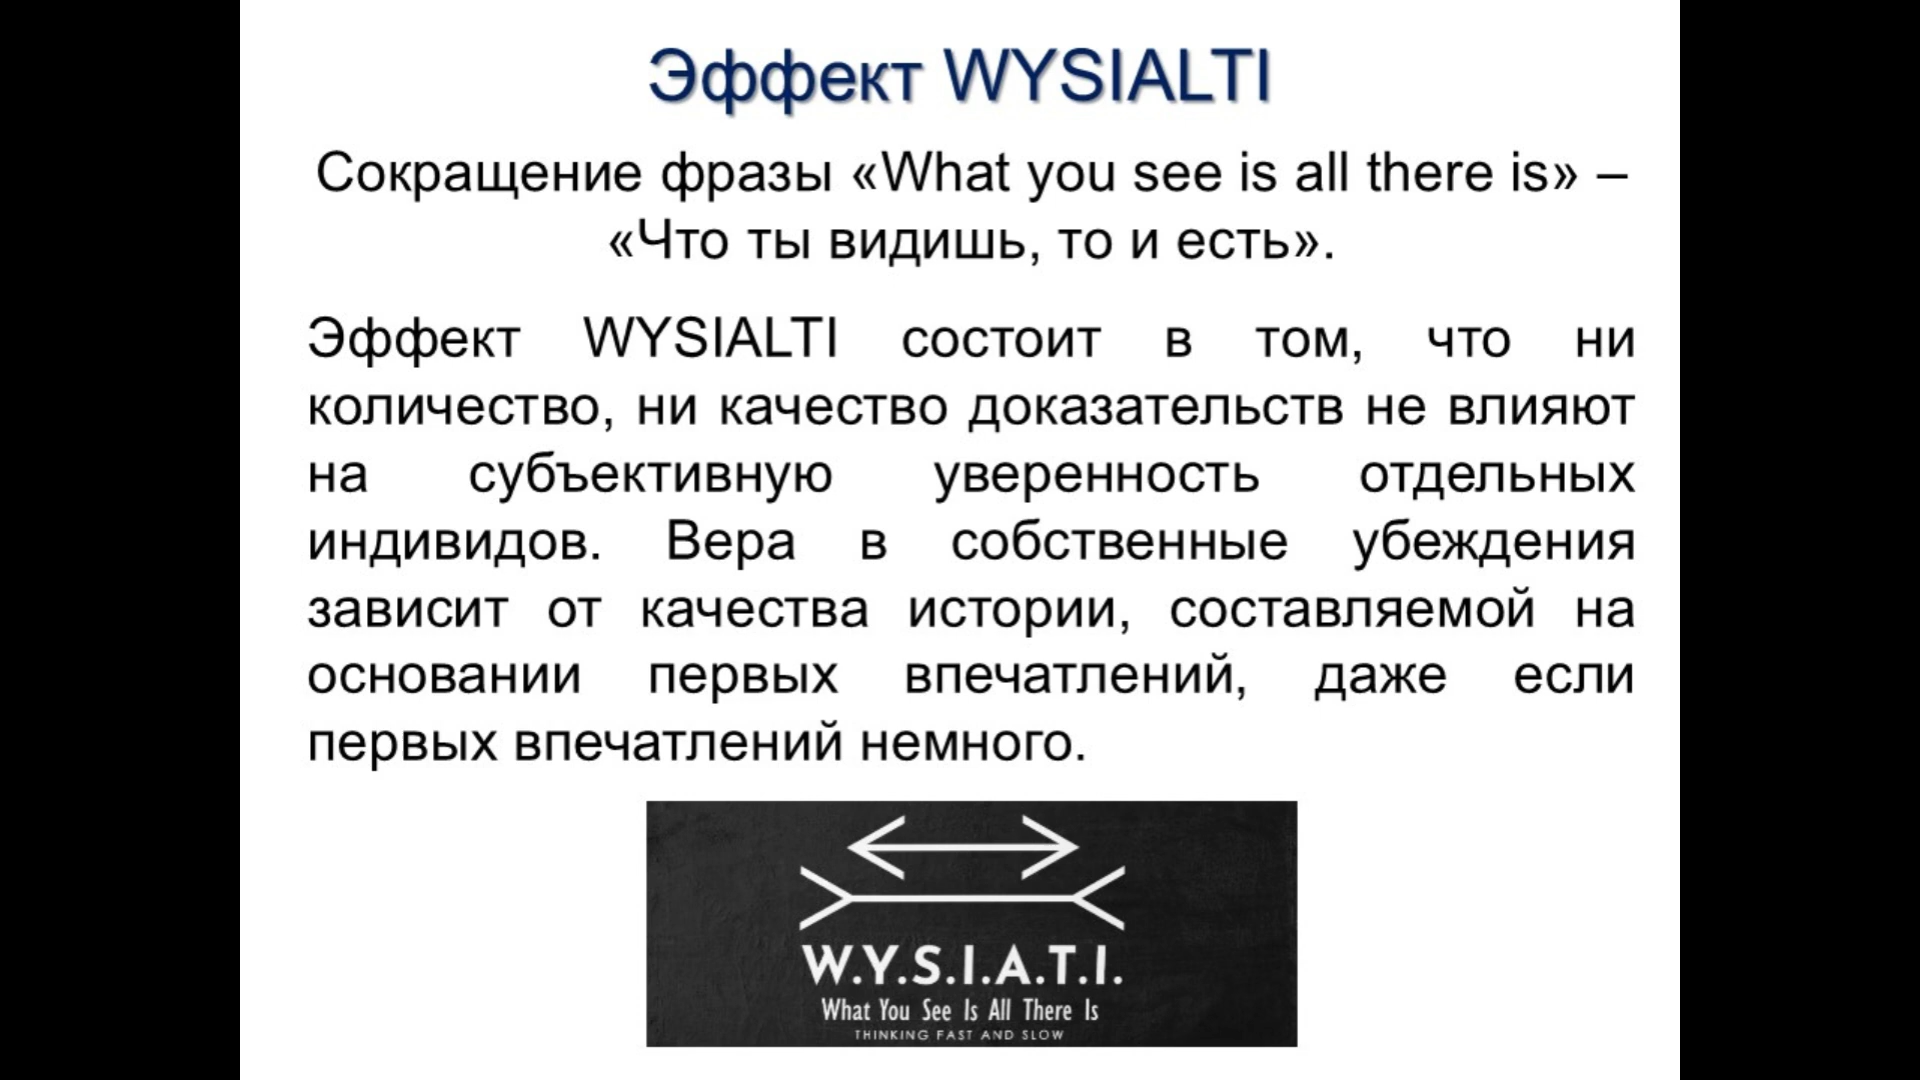 Эффект WYSIALTI
Сокращение фразы «What you see is all there is» –
«Что ты видишь, то и есть».
Эффект WYSIALTI состоит в том, что ни
количество, ни качество доказательств не влияют
на субъективную уверенность отдельных
индивидов. Вера в собственные убеждения
зависит от качества истории, составляемой на
основании первых впечатлений, даже если
первых впечатлений немного.
W.Y.S.I.A.T.I.
What You See Is All There Is
THINKING FAST AND SLOW